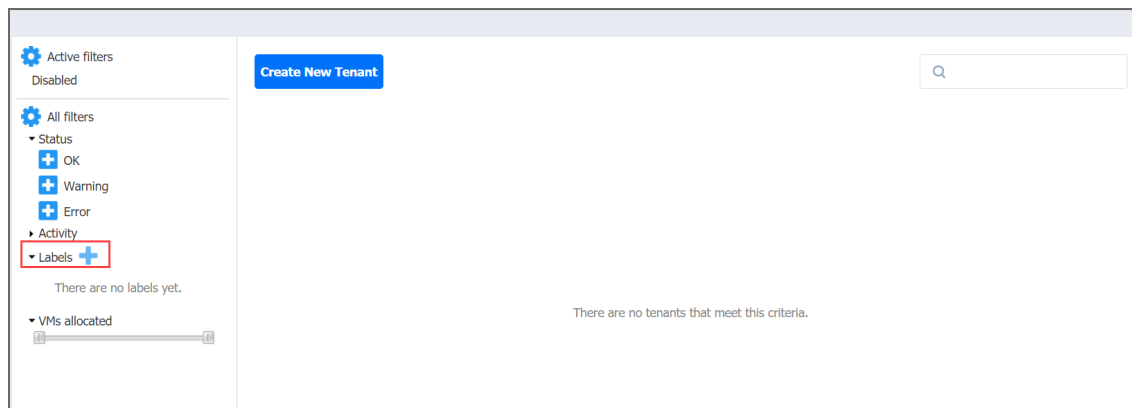 Active filters
Disabled
All filters
Status
OK
Warning
Error
Activity
Labels
There are no labels yet.
VMs allocated
Create New Tenant
There are no tenants that meet this criteria.